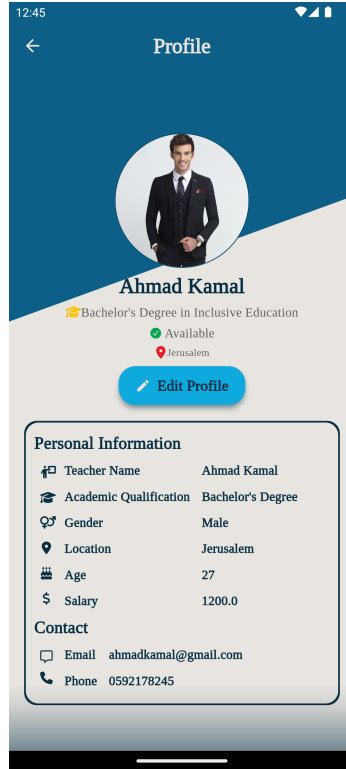 12:45
Profile
Ahmad Kamal
Bachelor's Degree in Inclusive Education
Available
Jerusalem
Edit Profile
Personal Information
Teacher Name Ahmad Kamal
Academic Qualification Bachelor's Degree
Gender Male
Location Jerusalem
Age 27
Salary 1200.0
Contact
Email ahmadkamal@gmail.com
Phone 0592178245